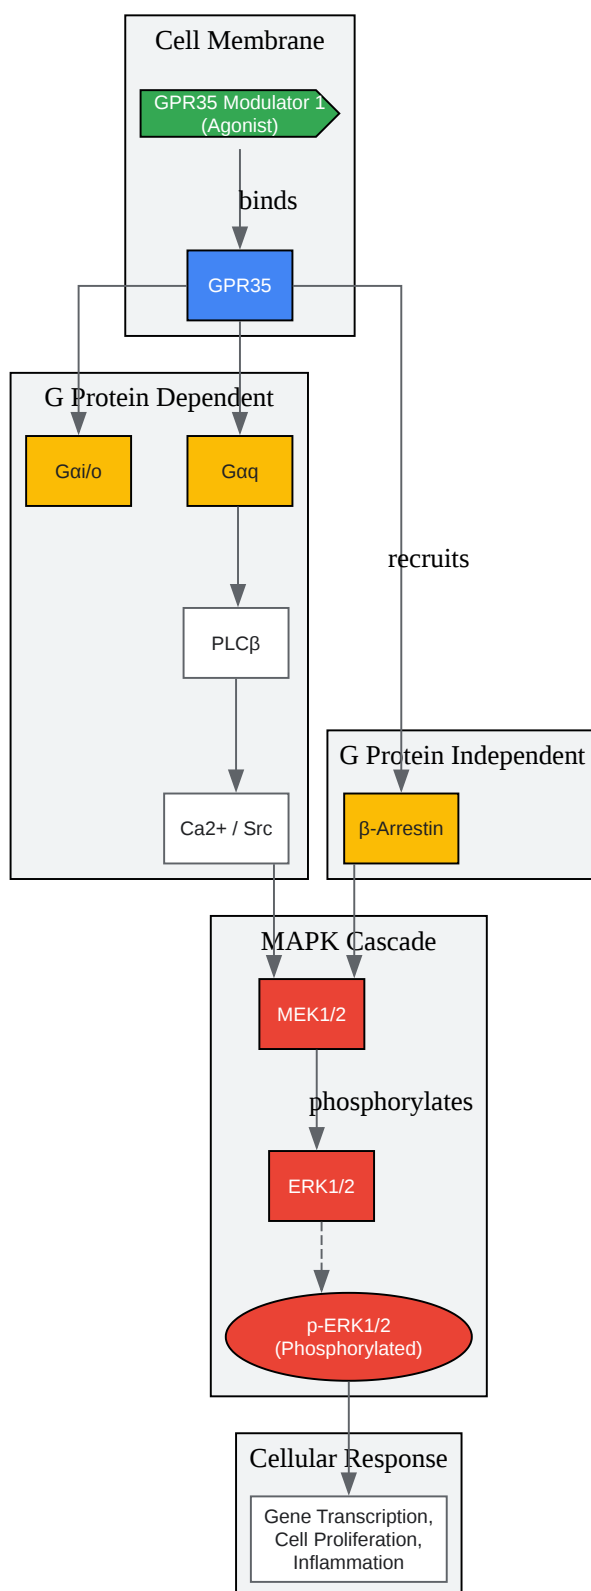 Cell Membrane
GPR35 Modulator 1
(Agonist)
binds
GPR35
G Protein Dependent
Gαi/o
Gαq
recruits
PLCβ
G Protein Independent
Ca2+ / Src
β-Arrestin
MAPK Cascade
MEK1/2
phosphorylates
ERK1/2
p-ERK1/2
(Phosphorylated)
Cellular Response
Gene Transcription,
Cell Proliferation,
Inflammation